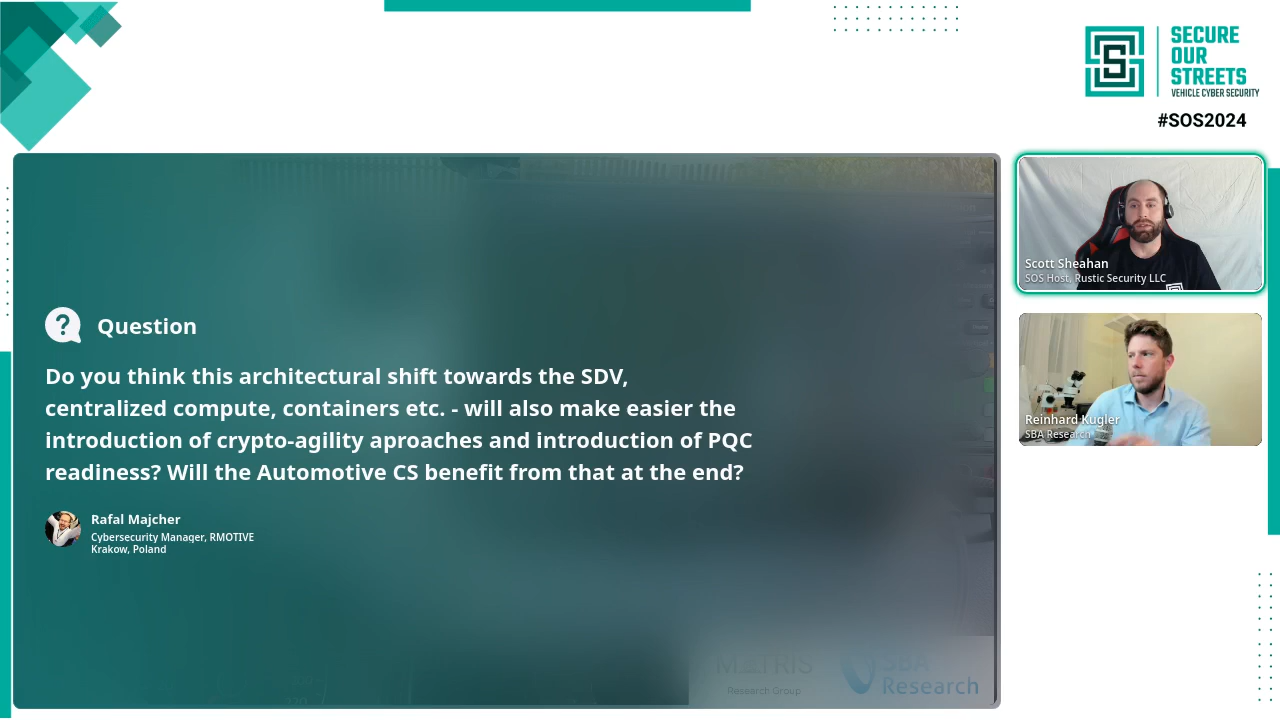 SECURE
OUR
STREETS
VEHICLE CYBER SECURITY
#SOS2024
Question
Do you think this architectural shift towards the SDV,
centralized compute, containers etc. - will also make easier the
introduction of crypto-agility aproaches and introduction of PQC
readiness? Will the Automotive CS benefit from that at the end?
Rafal Majcher
Cybersecurity Manager, RMOTIVE
Krakow, Poland
Scott Sheahan
SOS Host, Rustic Security LLC
Reinhard Kugler
SBA Research
Research Group
SBA
Research